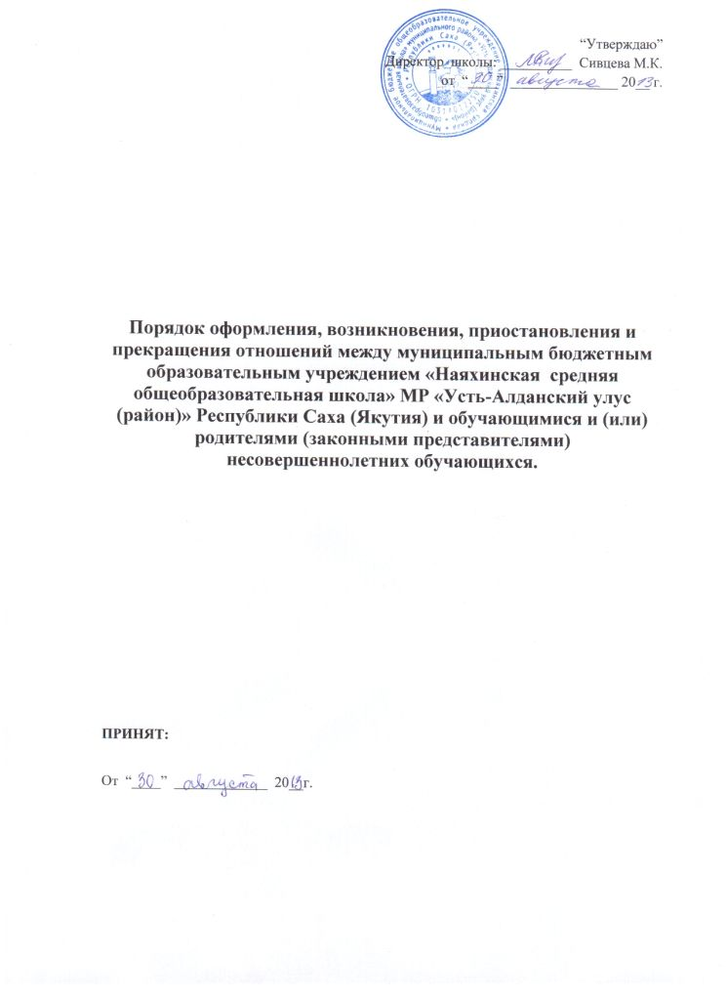 “Утверждаю”
Директор школы: ________ Сивцева М.К.
от “ 30 ” августа 2013г.
Порядок оформления, возникновения, приостановления и
прекращения отношений между муниципальным бюджетным
образовательным учреждением «Наяхинская средняя
общеобразовательная школа» МР «Усть-Алданский улус
(район)» Республики Саха (Якутия) и обучающимися и (или)
родителями (законными представителями)
несовершеннолетних обучающихся.
ПРИНЯТ:
От “ 30 ” августа 2013г.